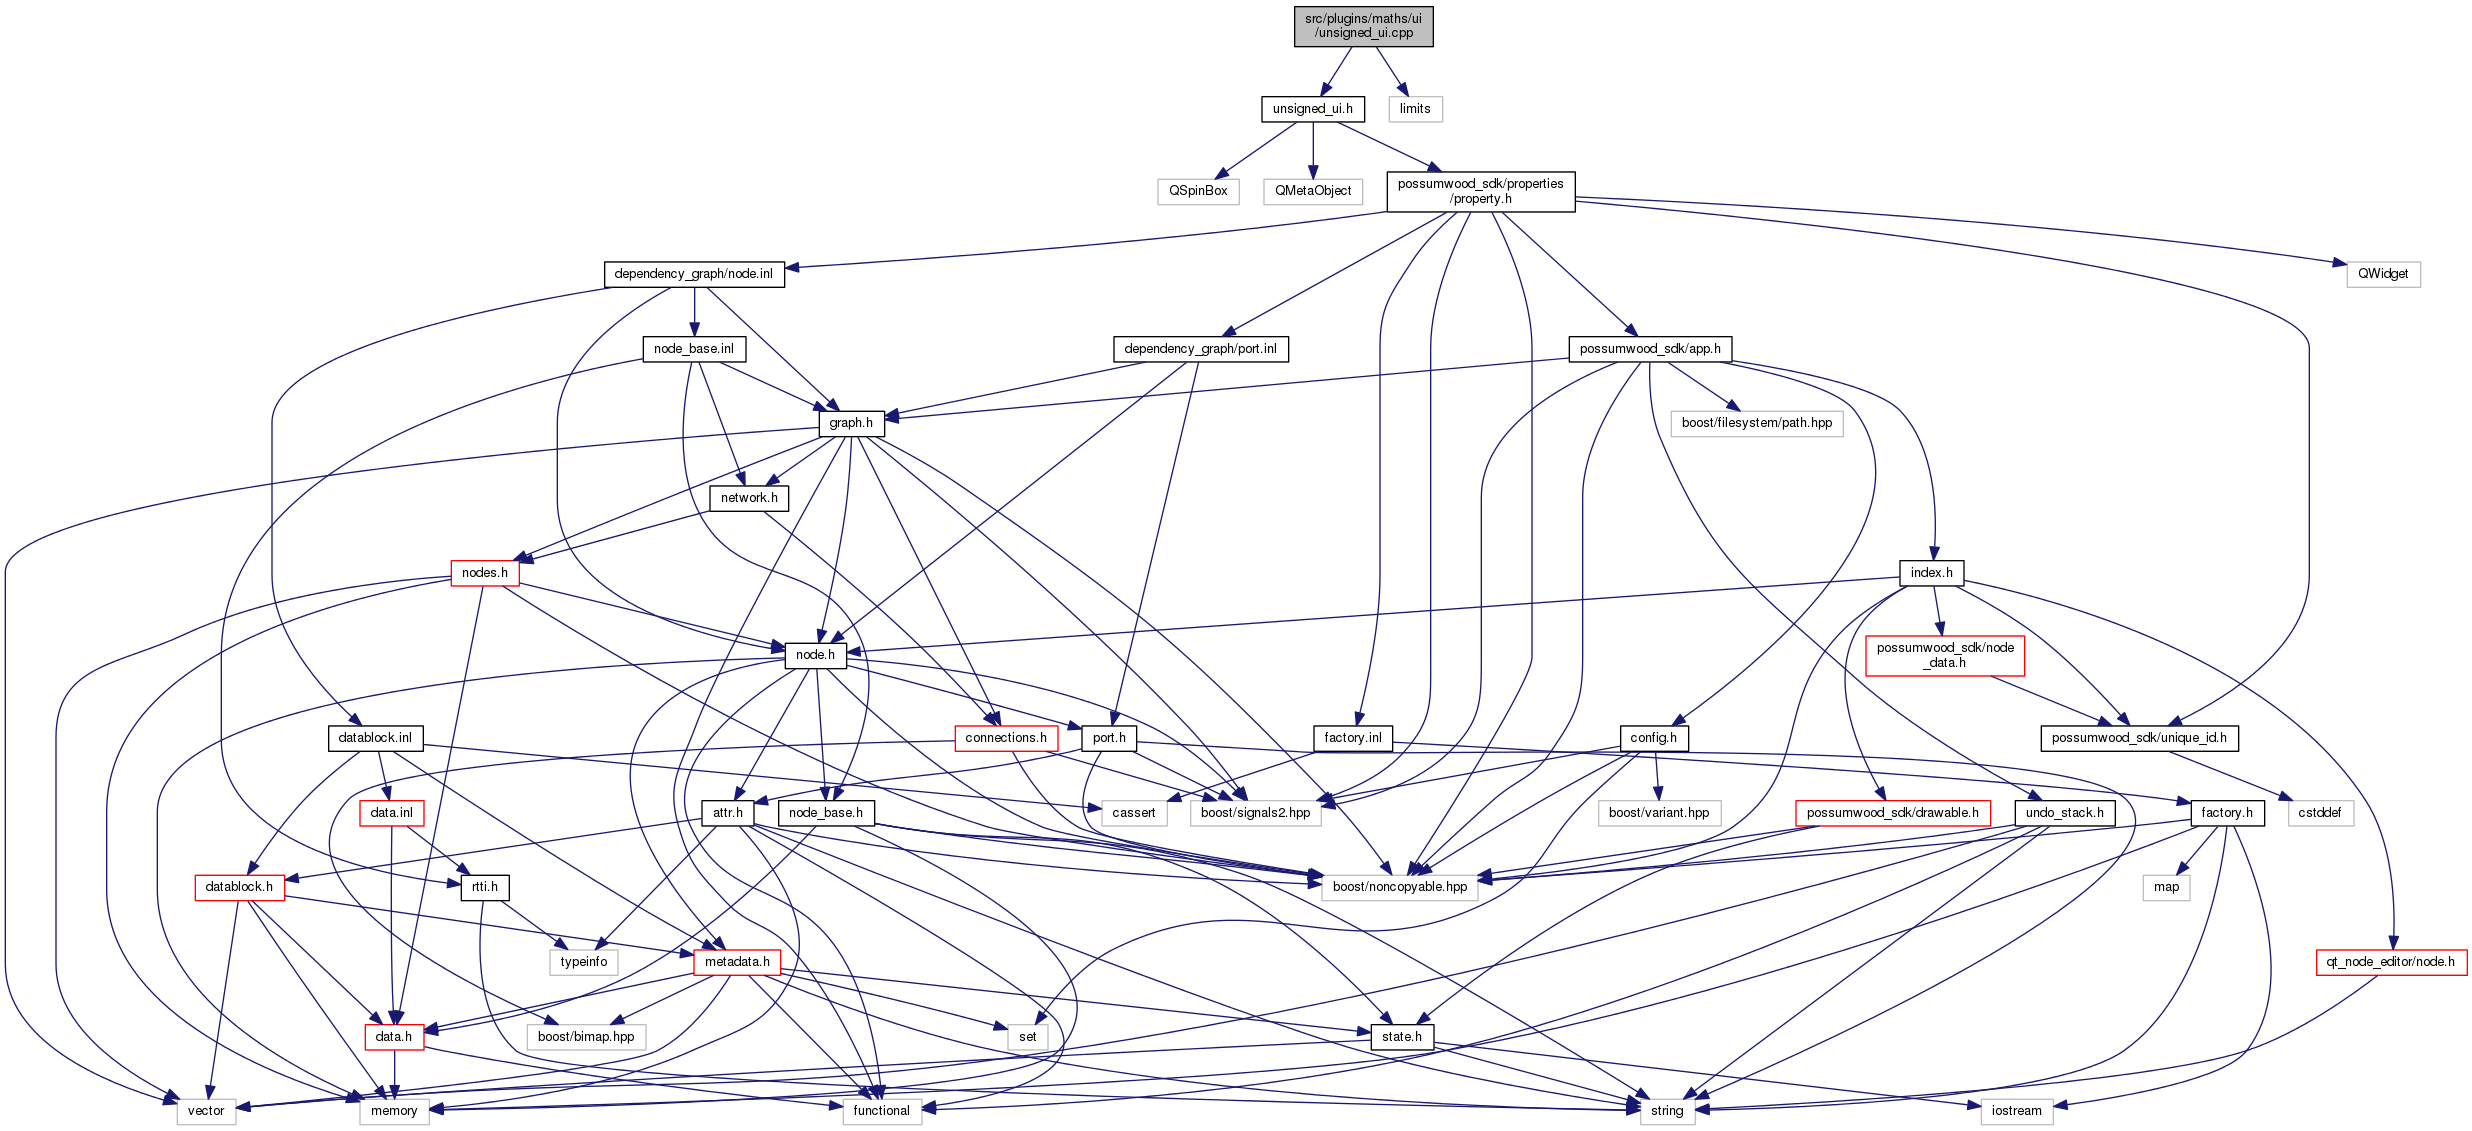 src/plugins/maths/ui
/unsigned_ui.cpp
unsigned_ui.h
limits
QSpinBox
QMetaObject
possumwood_sdk/properties
/property.h
dependency_graph/node.inl
QWidget
node_base.inl
dependency_graph/port.inl
possumwood_sdk/app.h
graph.h
boost/filesystem/path.hpp
network.h
nodes.h
index.h
node.h
possumwood_sdk/node
_data.h
datablock.inl
connections.h
port.h
factory.inl
config.h
possumwood_sdk/unique_id.h
data.inl
attr.h
node_base.h
cassert
boost/signals2.hpp
boost/variant.hpp
possumwood_sdk/drawable.h
undo_stack.h
factory.h
cstddef
datablock.h
rtti.h
boost/noncopyable.hpp
map
typeinfo
metadata.h
qt_node_editor/node.h
data.h
boost/bimap.hpp
set
state.h
vector
memory
functional
string
iostream